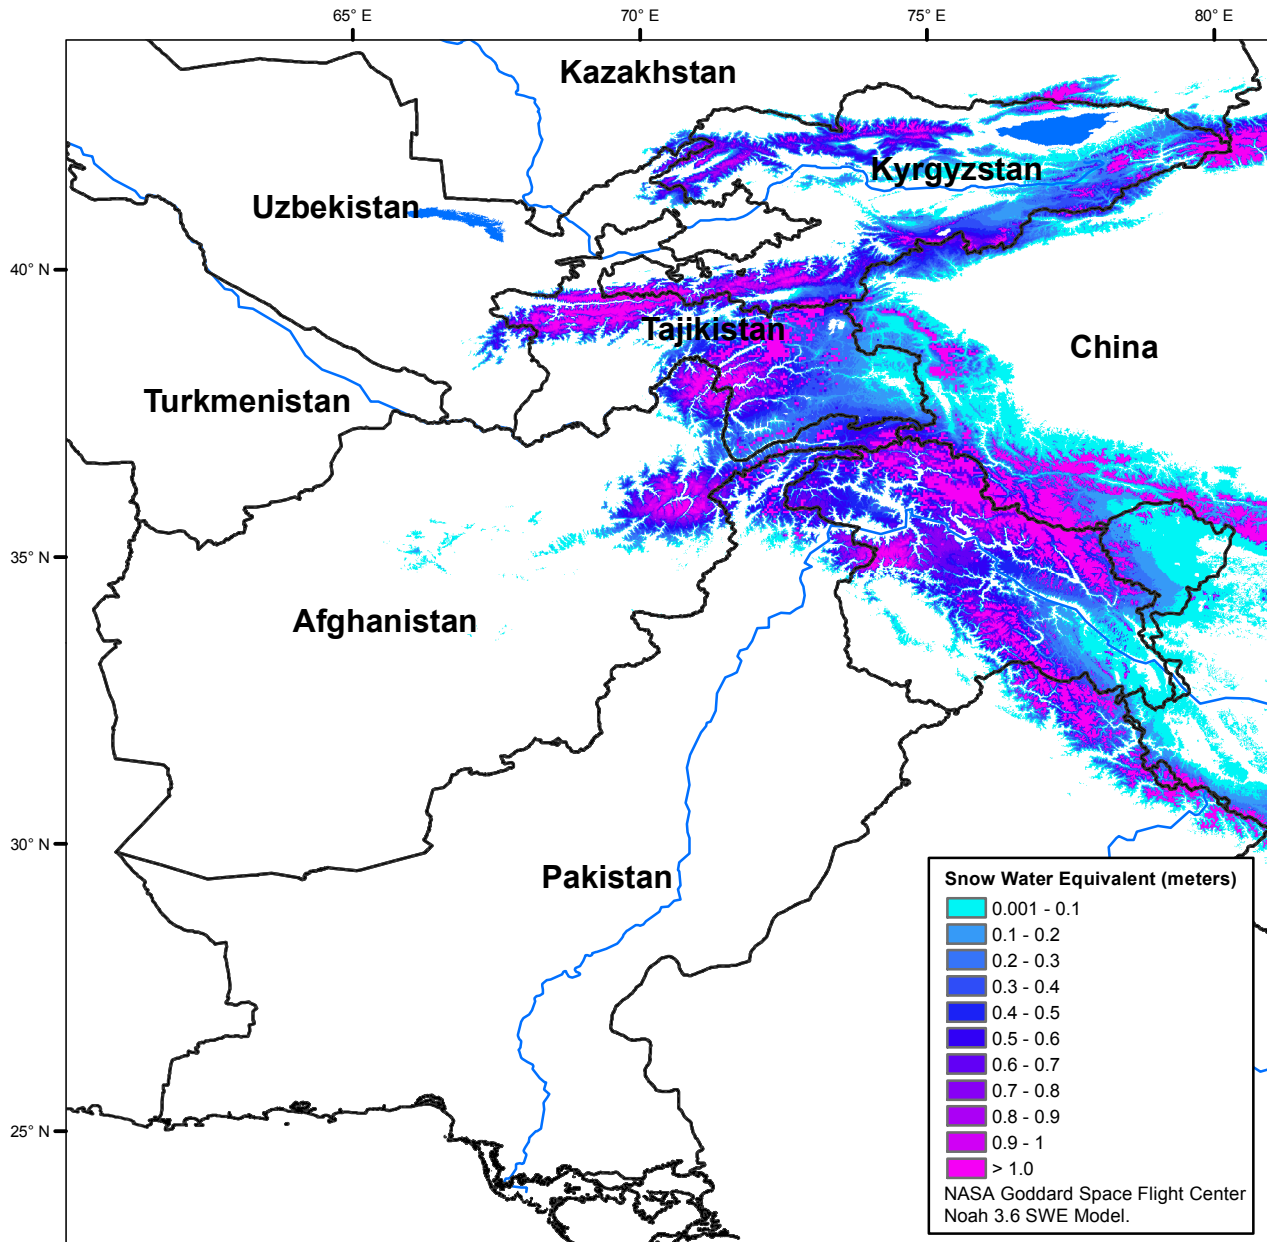 65° E 70° E 75° E 80° E
Kazakhstan
Kyrgyzstan
Uzbekistan
40° N
Tajikistan
China
Turkmenistan
35° N
Afghanistan
30° N
Pakistan
25° N
Snow Water Equivalent (meters)
0.001 - 0.1
0.1 - 0.2
0.2 - 0.3
0.3 - 0.4
0.4 - 0.5
0.5 - 0.6
0.6 - 0.7
0.7 - 0.8
0.8 - 0.9
0.9 - 1
> 1.0
NASA Goddard Space Flight Center
Noah 3.6 SWE Model.